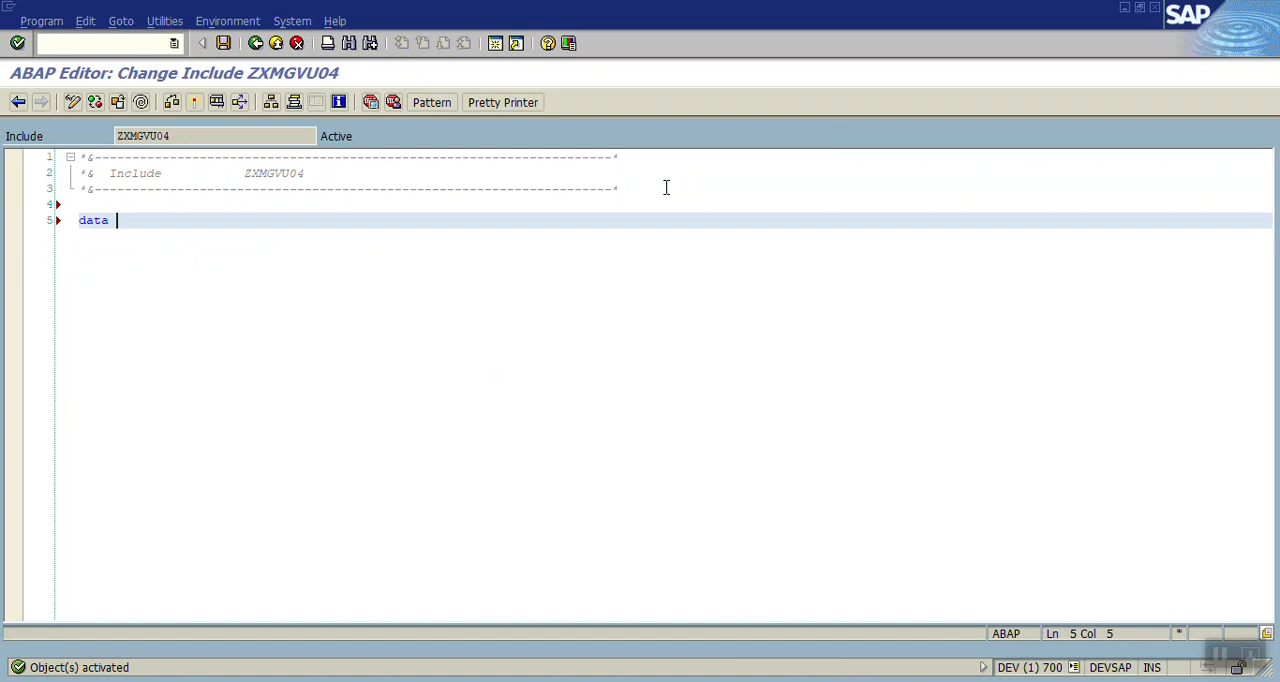 Program Edit Goto Utilities Environment System Help
SAP
ABAP Editor: Change Include ZXMGVU04
Pattern Pretty Printer
Include ZXMGVU04 Active
1 *&---------------------------------------------------------------------*
2 *& Include ZXMGVU04
3 *&---------------------------------------------------------------------*
4
5 data
ABAP Ln 5 Col 5 *
Object(s) activated DEV (1) 700 DEVSAP INS